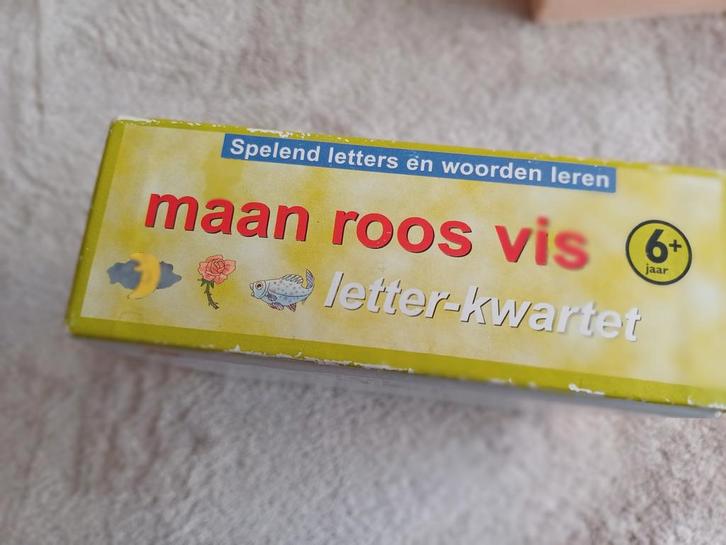 Spelend letters en woorden leren
maan roos vis
6+
jaar
letter-kwartet